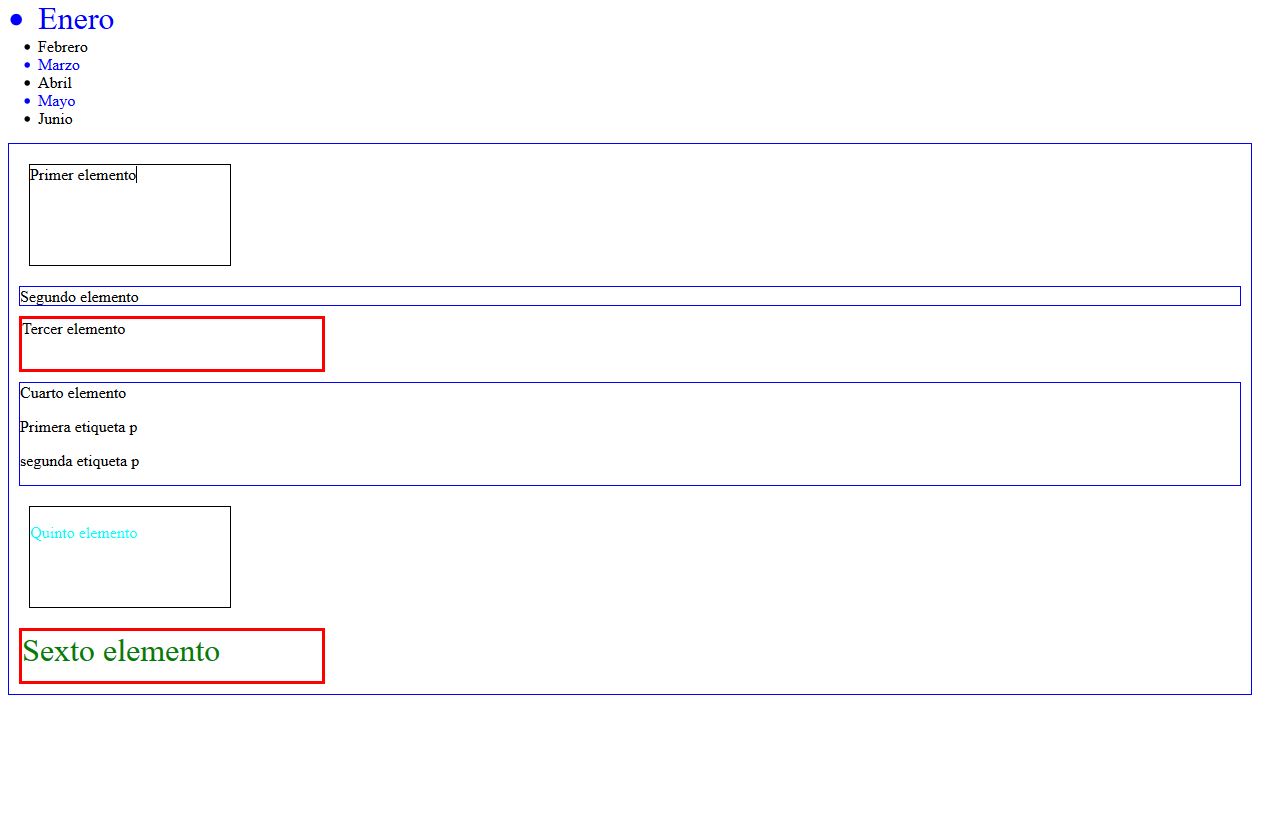 Enero
Febrero
Marzo
Abril
Mayo
Junio
Primer elemento
Segundo elemento
Tercer elemento
Cuarto elemento
Primera etiqueta p
segunda etiqueta p
Quinto elemento
Sexto elemento